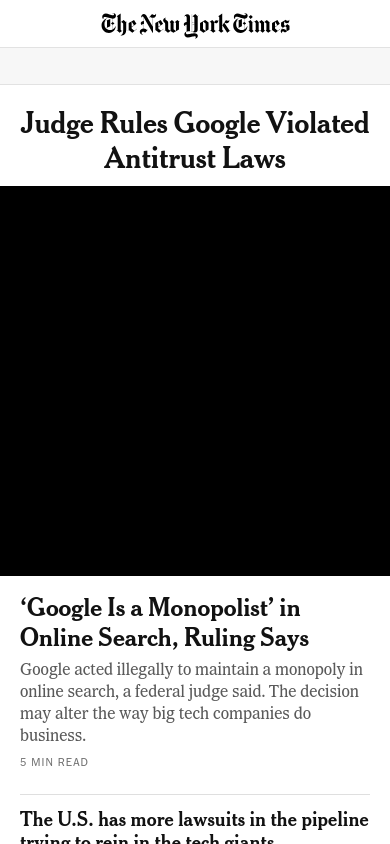 The New York Times
Judge Rules Google Violated
Antitrust Laws
‘Google Is a Monopolist’ in
Online Search, Ruling Says
Google acted illegally to maintain a monopoly in
online search, a federal judge said. The decision
may alter the way big tech companies do
business.
5 MIN READ
The U.S. has more lawsuits in the pipeline
trying to rein in the tech giants.